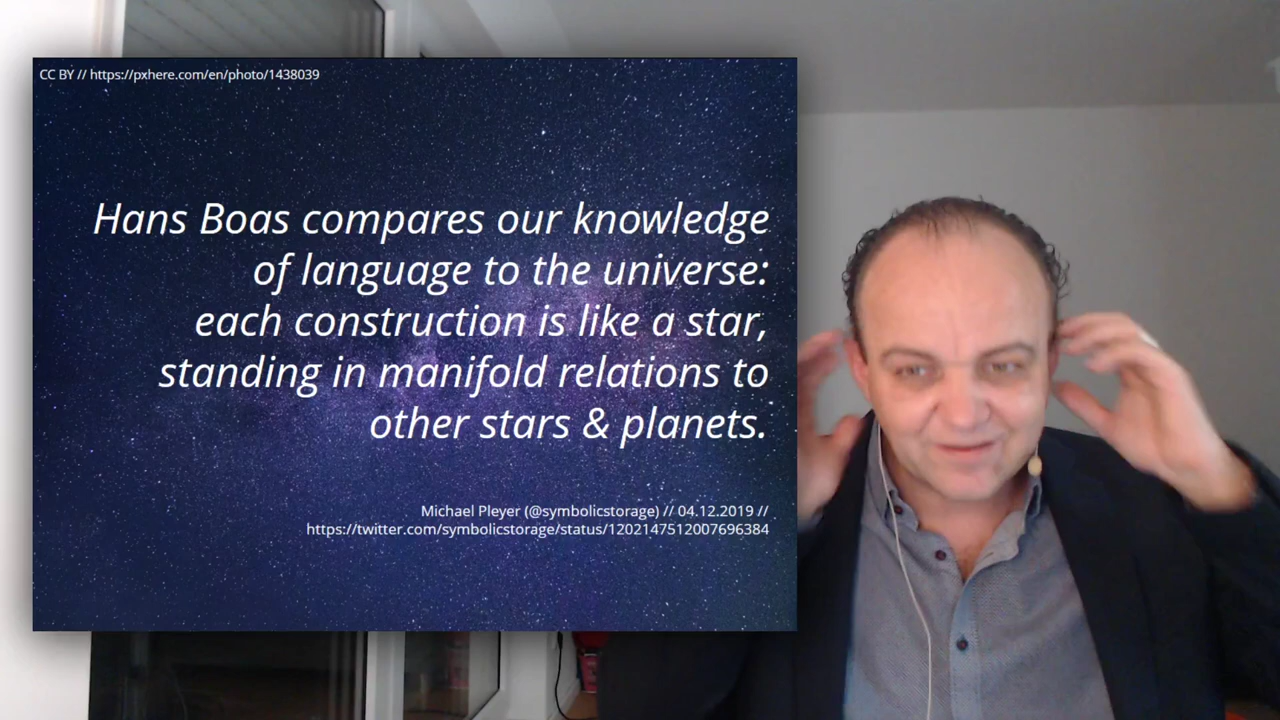 CC BY // https://pxhere.com/en/photo/1438039
Hans Boas compares our knowledge
of language to the universe:
each construction is like a star,
standing in manifold relations to
other stars & planets.
Michael Pleyer (@symbolicstorage) // 04.12.2019 //
https://twitter.com/symbolicstorage/status/1202147512007696384